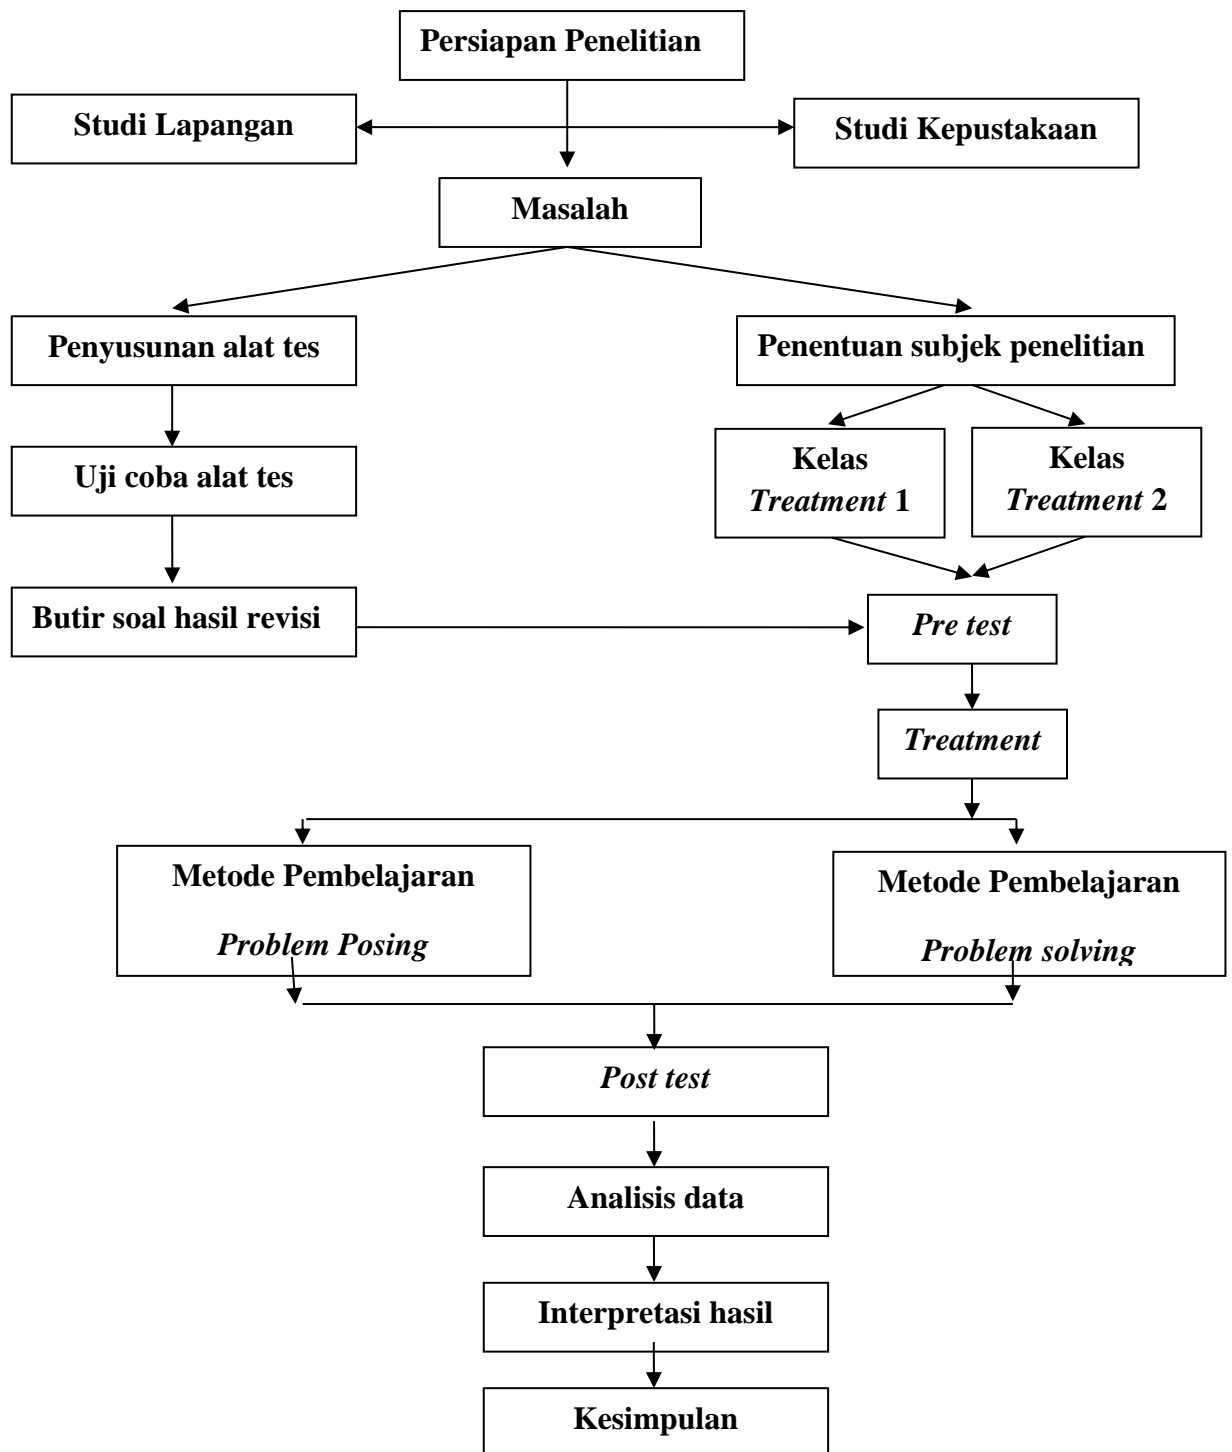 Persiapan Penelitian
Studi Lapangan
Studi Kepustakaan
Masalah
Penyusunan alat tes
Penentuan subjek penelitian
Uji coba alat tes
Kelas
Treatment 1
Kelas
Treatment 2
Butir soal hasil revisi
Pre test
Treatment
Metode Pembelajaran
Problem Posing
Metode Pembelajaran
Problem solving
Post test
Analisis data
Interpretasi hasil
Kesimpulan